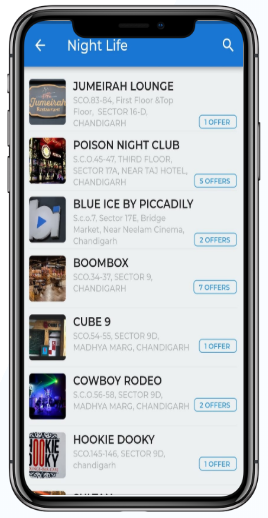 Night Life
JUMEIRAH LOUNGE
SCO.83-84, First Floor &Top
Floor, SECTOR 16-D,
CHANDIGARH
1 OFFER
POISON NIGHT CLUB
S.C.O.45-47, THIRD FLOOR,
SECTOR 17A, NEAR TAJ HOTEL,
CHANDIGARH
5 OFFERS
BLUE ICE BY PICCADILY
S.c.o.7, Sector 17E, Bridge
Market, Near Neelam Cinema,
Chandigarh
2 OFFERS
BOOMBOX
SCO.34-37, SECTOR 9,
CHANDIGARH
7 OFFERS
CUBE 9
SCO.54-55, SECTOR 9D,
MADHYA MARG, CHANDIGARH
1 OFFER
COWBOY RODEO
S.C.O.56-58, SECTOR 9D,
MADHYA MARG, CHANDIGARH
2 OFFERS
HOOKIE DOOKY
SCO.145-146, SECTOR 9D,
chandigarh
1 OFFER
Jumeirah
HOOKIE